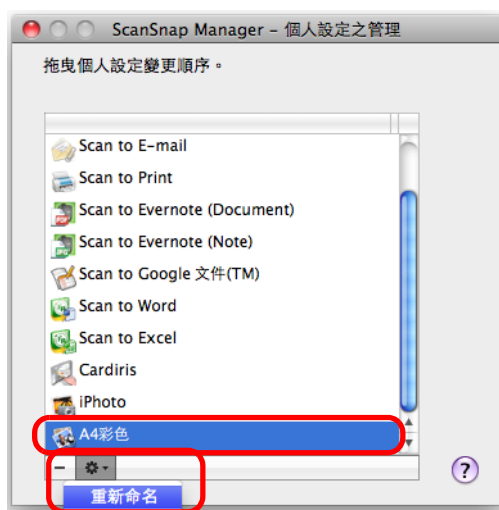 ScanSnap Manager – 個人設定之管理
拖曳個人設定變更順序。
Scan to E-mail
Scan to Print
Scan to Evernote (Document)
Scan to Evernote (Note)
Scan to Google 文件(TM)
Scan to Word
Scan to Excel
Cardiris
iPhoto
A4彩色
重新命名